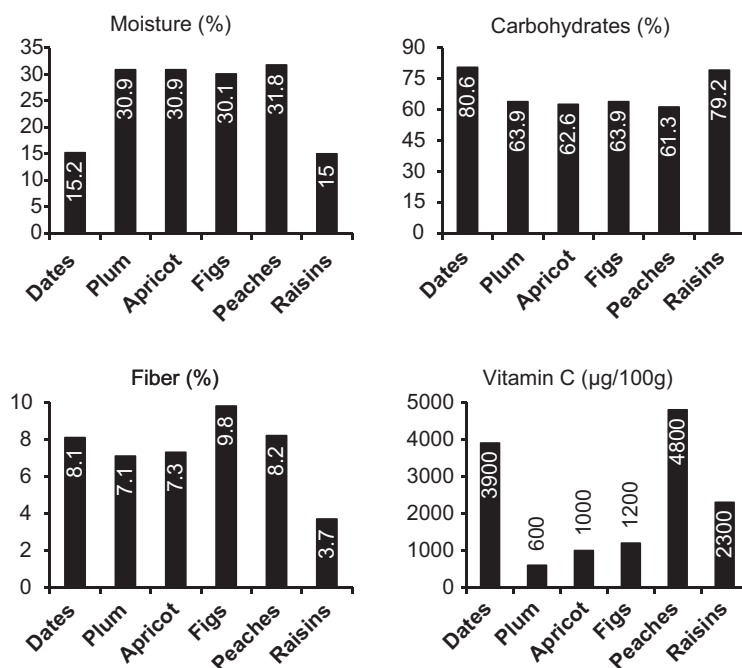 Moisture (%)
35
30
25
20
15
10
5
0
15.2
30.9
30.9
30.1
31.8
15
Dates
Plum
Apricot
Figs
Peaches
Raisins
Carbohydrates (%)
90
75
60
45
30
15
0
80.6
63.9
62.6
63.9
61.3
79.2
Dates
Plum
Apricot
Figs
Peaches
Raisins
Fiber (%)
10
8
6
4
2
0
8.1
7.1
7.3
9.8
8.2
3.7
Dates
Plum
Apricot
Figs
Peaches
Raisins
Vitamin C (µg/100g)
5000
4000
3000
2000
1000
0
3900
600
1000
1200
4800
2300
Dates
Plum
Apricot
Figs
Peaches
Raisins